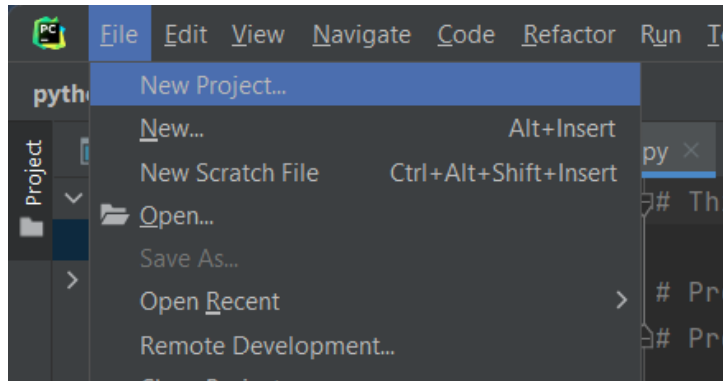 PC
File Edit View Navigate Code Refactor Run
New Project...
New... Alt+Insert
py
Project
New Scratch File Ctrl+Alt+Shift+Insert
# Th
Open...
Save As...
# Pr
Open Recent
# Pr
Remote Development...